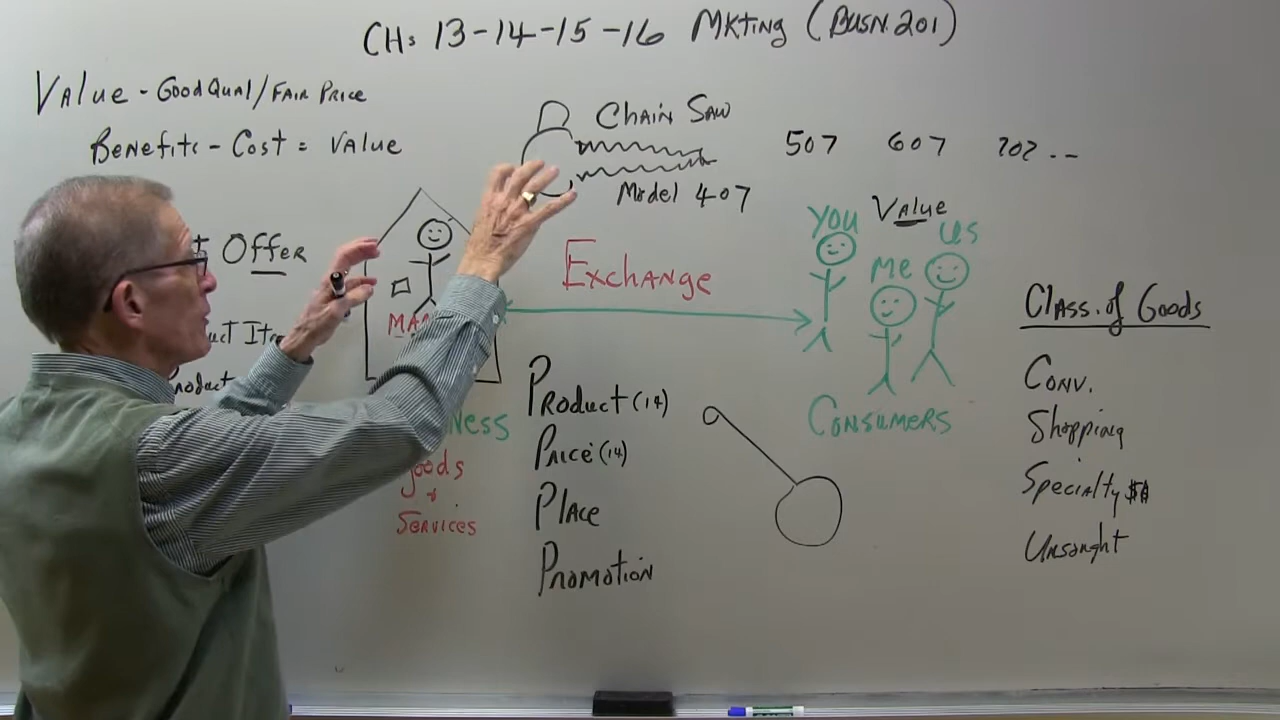 CH: 13-14-15-16 Mkting (Busn. 201)
Value - Good Qual/Fair Price
Benefits - Cost = Value
Chain Saw
Model 407
507 607 707 --
Offer
Exchange
Value
You
Me
Us
Consumers
Goods
+
Services
Product (14)
Price (14)
Place
Promotion
Class. of Goods
Conv.
Shopping
Specialty
Unsought